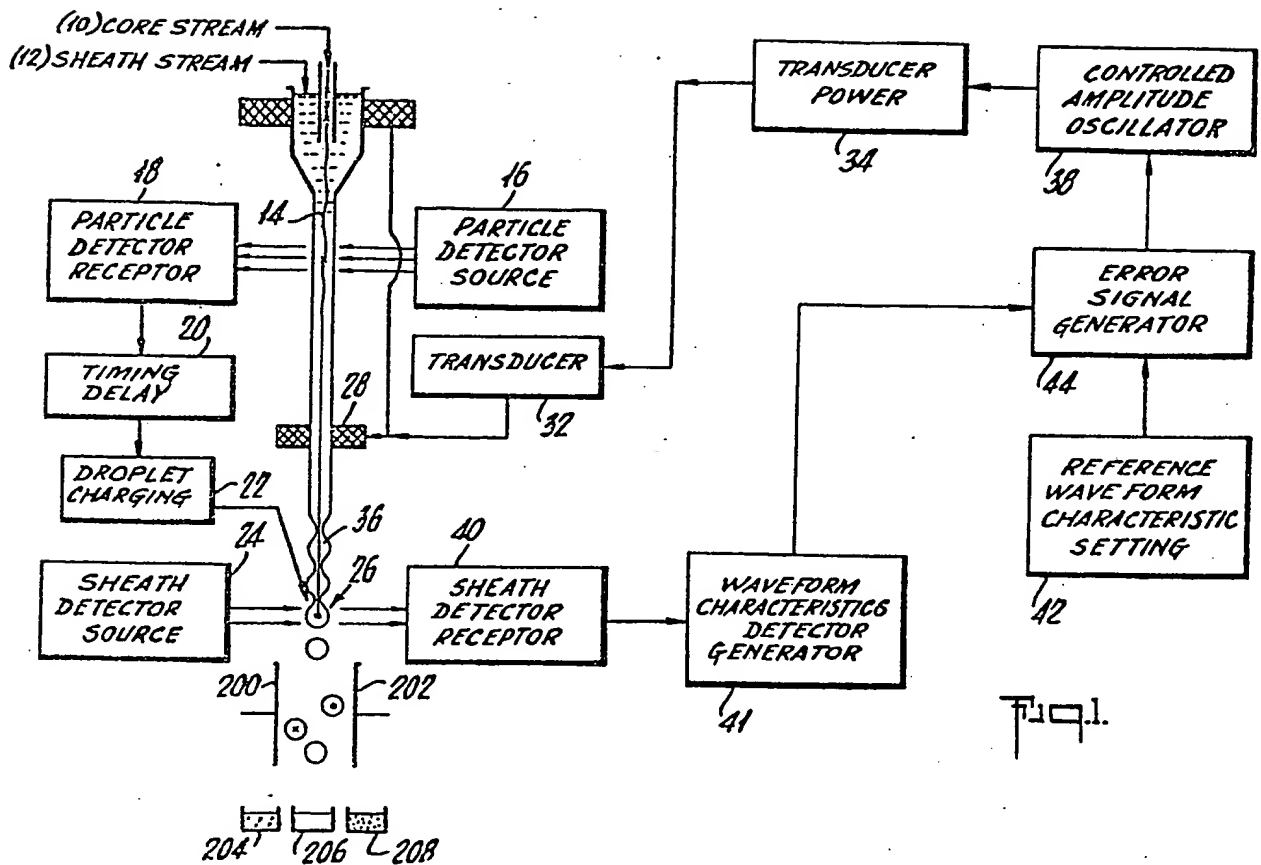 (10)CORE STREAM
(12)SHEATH STREAM
18
PARTICLE
DETECTOR
RECEPTOR
14
16
PARTICLE
DETECTOR
SOURCE
TRANSDUCER
POWER
34
CONTROLLED
AMPLITUDE
OSCILLATOR
38
20
TIMING
DELAY
TRANSDUCER
32
28
ERROR
SIGNAL
GENERATOR
44
DROPLET
CHARGING
22
REFERENCE
WAVE FORM
CHARACTERISTIC
SETTING
42
24
SHEATH
DETECTOR
SOURCE
36
26
40
SHEATH
DETECTOR
RECEPTOR
WAVEFORM
CHARACTERISTICS
DETECTOR
GENERATOR
41
200
202
204
206
208
Fig.1.